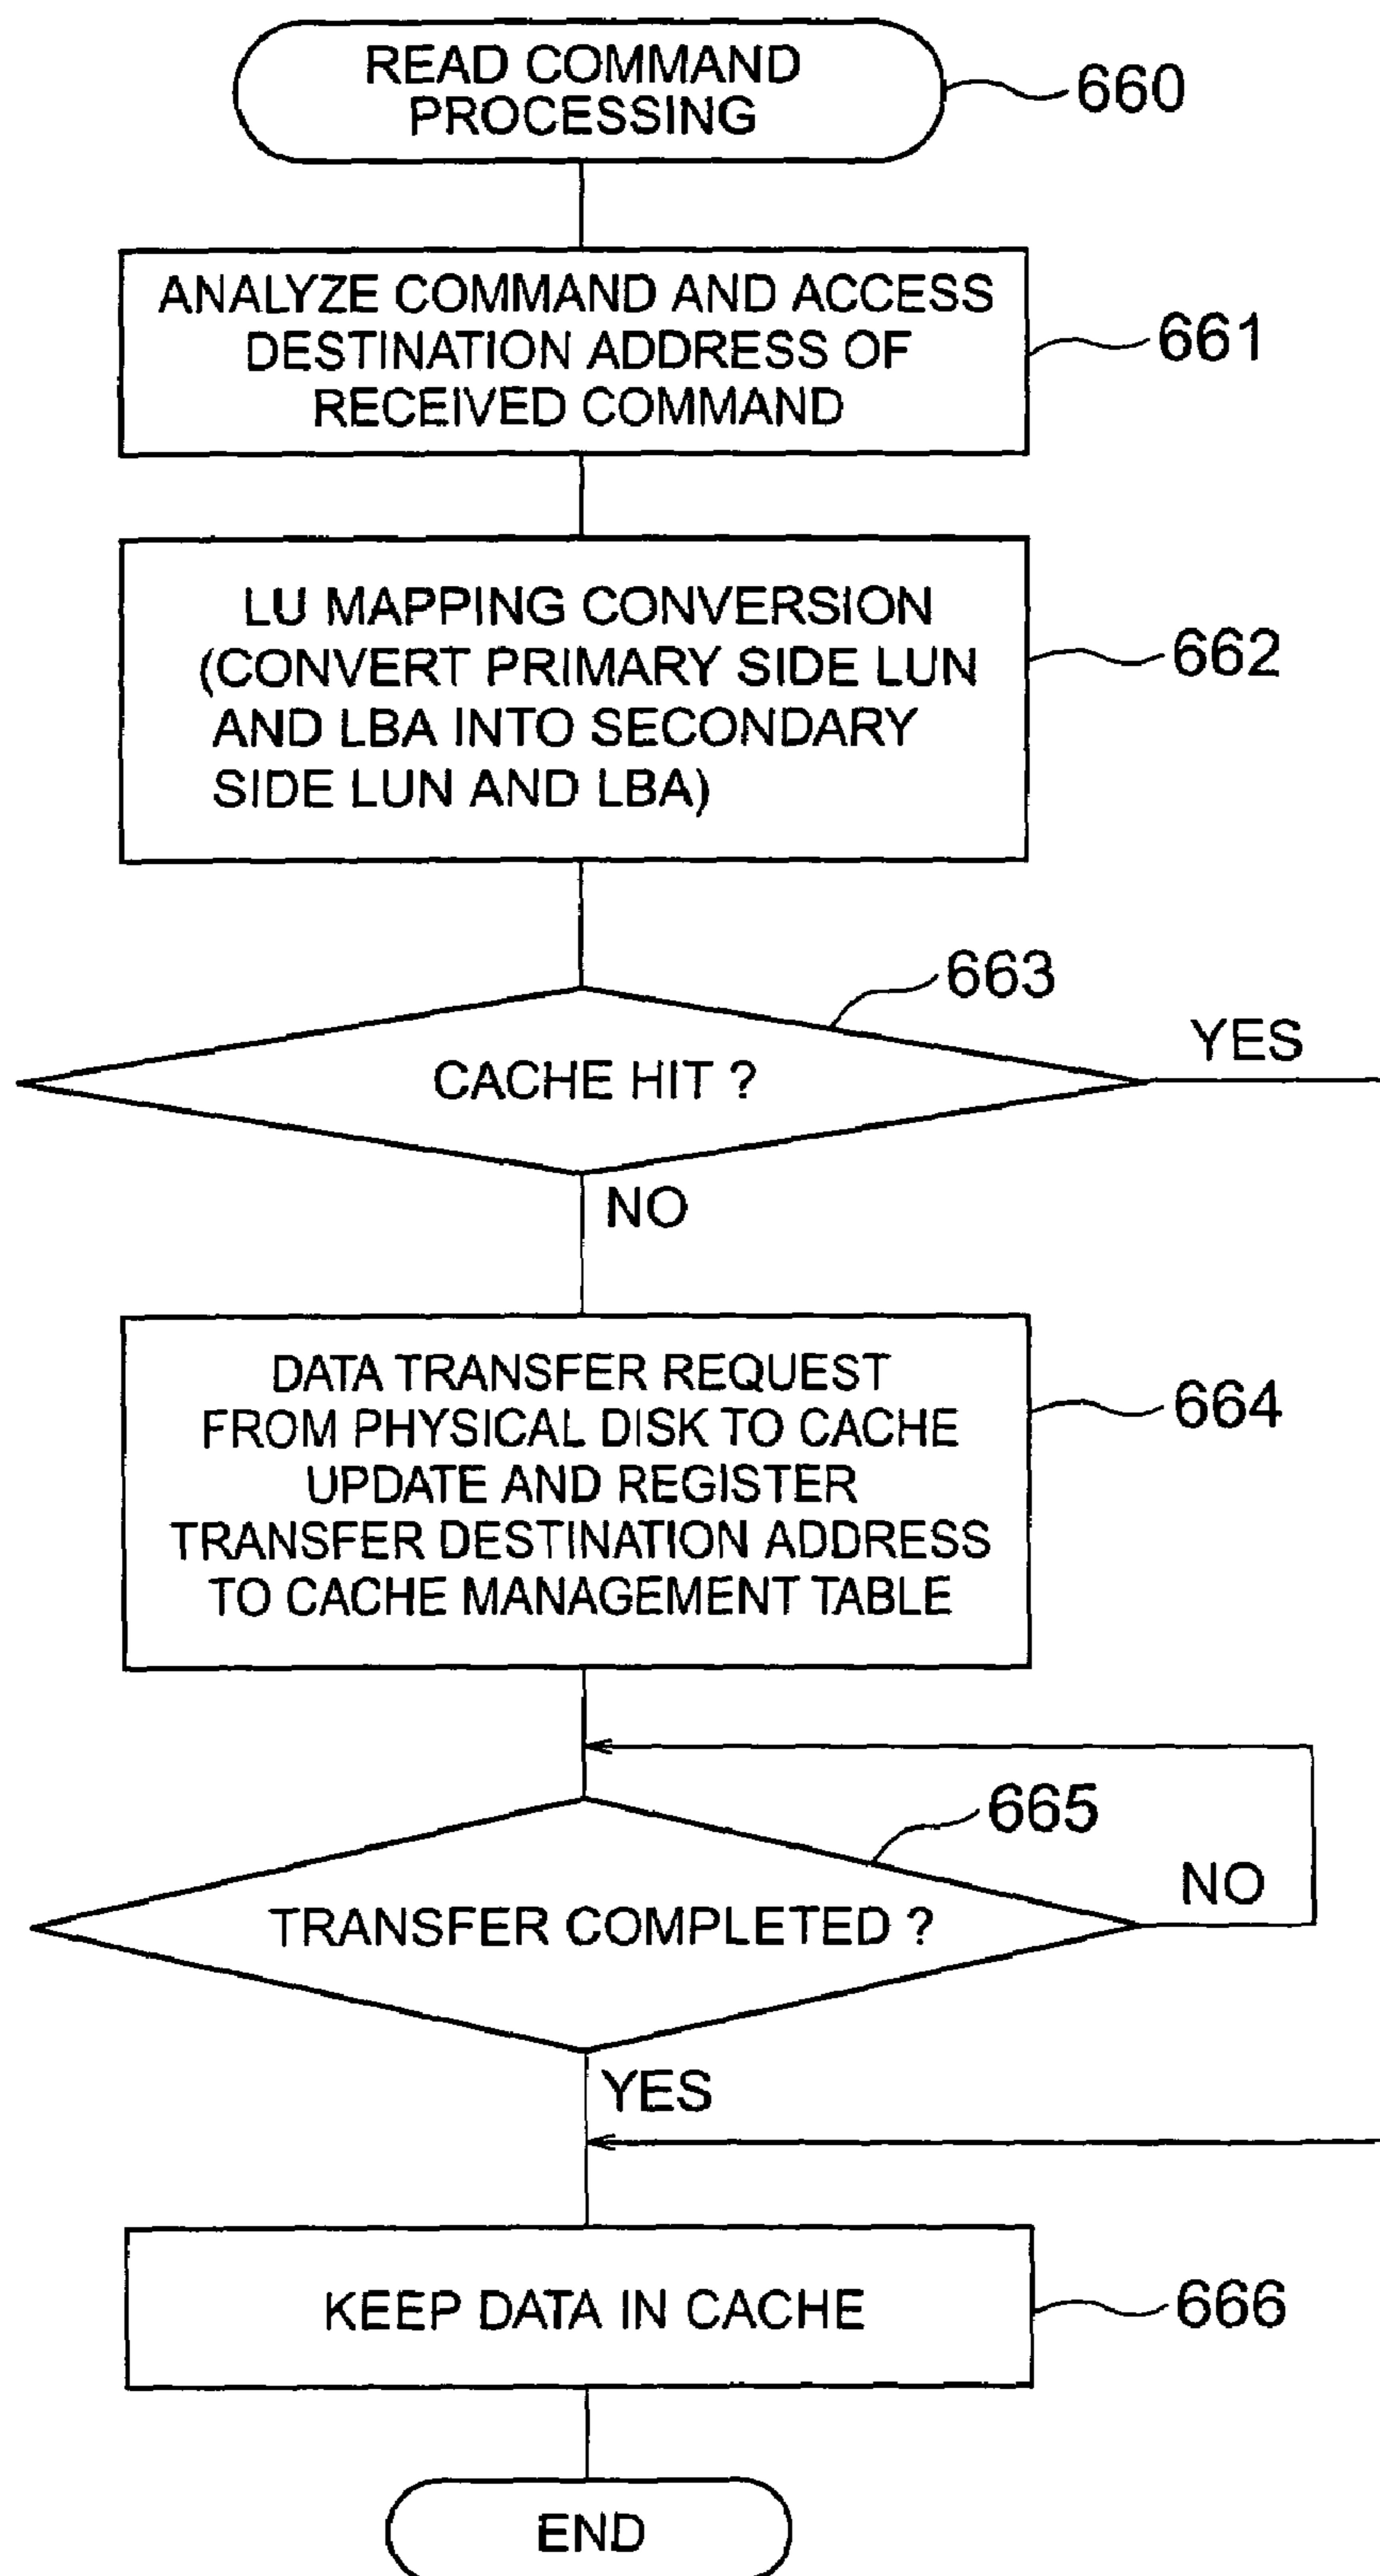 READ COMMAND
PROCESSING
660
ANALYZE COMMAND AND ACCESS
DESTINATION ADDRESS OF
RECEIVED COMMAND
661
LU MAPPING CONVERSION
(CONVERT PRIMARY SIDE LUN
AND LBA INTO SECONDARY
SIDE LUN AND LBA)
662
663
CACHE HIT ?
YES
NO
DATA TRANSFER REQUEST
FROM PHYSICAL DISK TO CACHE
UPDATE AND REGISTER
TRANSFER DESTINATION ADDRESS
TO CACHE MANAGEMENT TABLE
664
665
TRANSFER COMPLETED ?
NO
YES
KEEP DATA IN CACHE
666
END